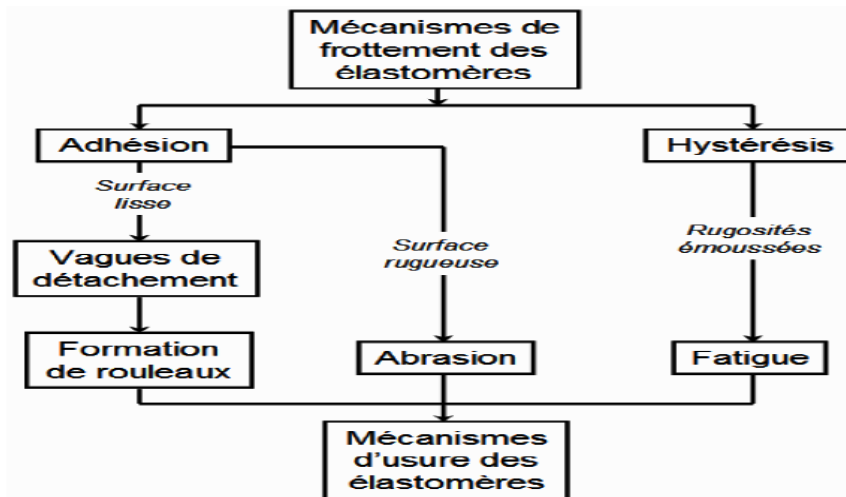 Mécanismes de
frottement des
élastomères
Adhésion
Hystérésis
Surface
lisse
Surface
rugueuse
Rugosités
émoussées
Vagues de
détachement
Formation
de rouleaux
Abrasion
Fatigue
Mécanismes
d'usure des
élastomères